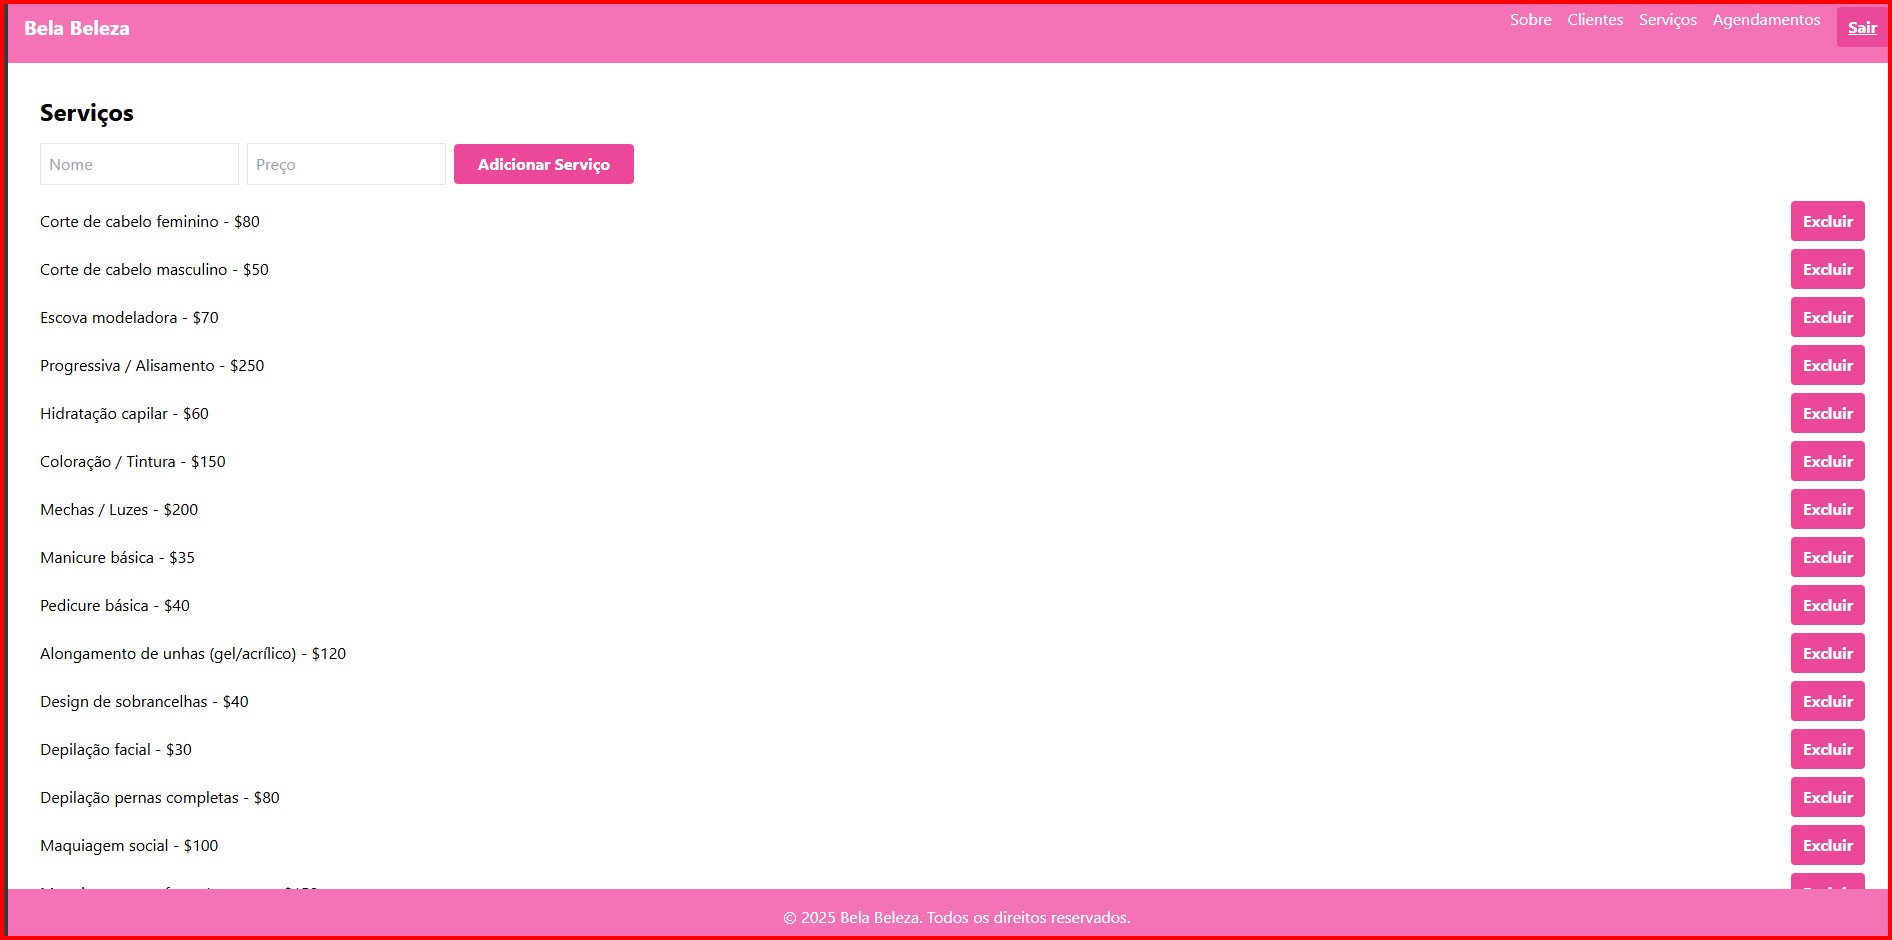 Bela Beleza
Sobre Clientes Serviços Agendamentos Sair
Serviços
Nome Preço Adicionar Serviço
Corte de cabelo feminino - $80 Excluir
Corte de cabelo masculino - $50 Excluir
Escova modeladora - $70 Excluir
Progressiva / Alisamento - $250 Excluir
Hidratação capilar - $60 Excluir
Coloração / Tintura - $150 Excluir
Mechas / Luzes - $200 Excluir
Manicure básica - $35 Excluir
Pedicure básica - $40 Excluir
Alongamento de unhas (gel/acrílico) - $120 Excluir
Design de sobrancelhas - $40 Excluir
Depilação facial - $30 Excluir
Depilação pernas completas - $80 Excluir
Maquiagem social - $100 Excluir
© 2025 Bela Beleza. Todos os direitos reservados.